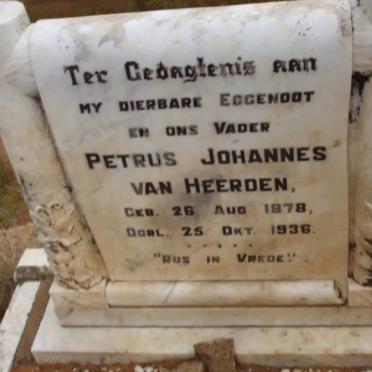 Ter Gedagtenis aan
MY DIERBARE EGGENOOT
EN ONS VADER
PETRUS JOHANNES
VAN HEERDEN,
GEB. 26 AUG 1878,
OORL. 25 OKT. 1936.
"RUS IN VREDE."